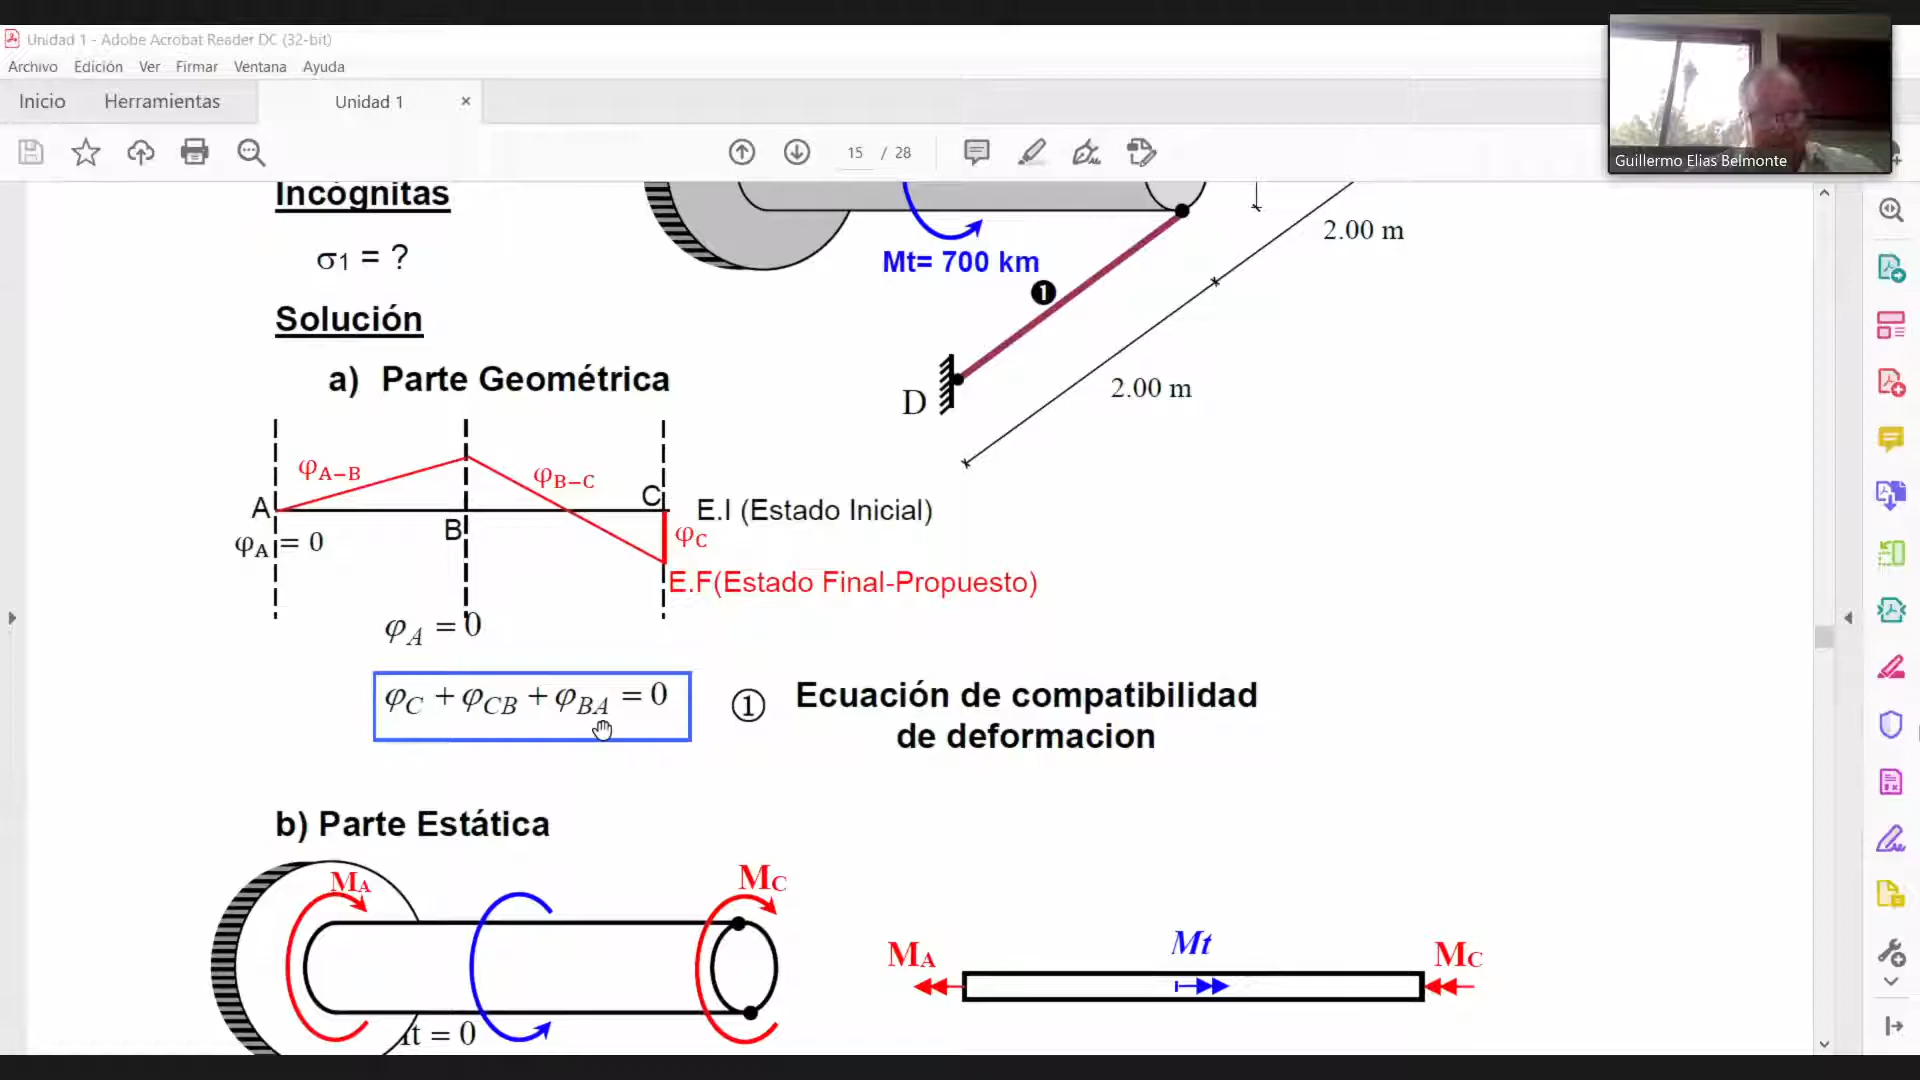 Unidad 1 - Adobe Acrobat Reader DC (32-bit)
Archivo Edición Ver Firmar Ventana Ayuda
Inicio Herramientas Unidad 1 ×
15 / 28
Guillermo Elias Belmonte
Incógnitas
σ1 = ?
2.00 m
Mt= 700 km
1
Solución
a) Parte Geométrica
D
2.00 m
φA−B
φB−C
A
B
C
E.I (Estado Inicial)
φA = 0
φC
E.F(Estado Final-Propuesto)
φA = 0
φC + φCB + φBA = 0
① Ecuación de compatibilidad
de deformacion
b) Parte Estática
MA
MC
MA
Mt
MC
t = 0